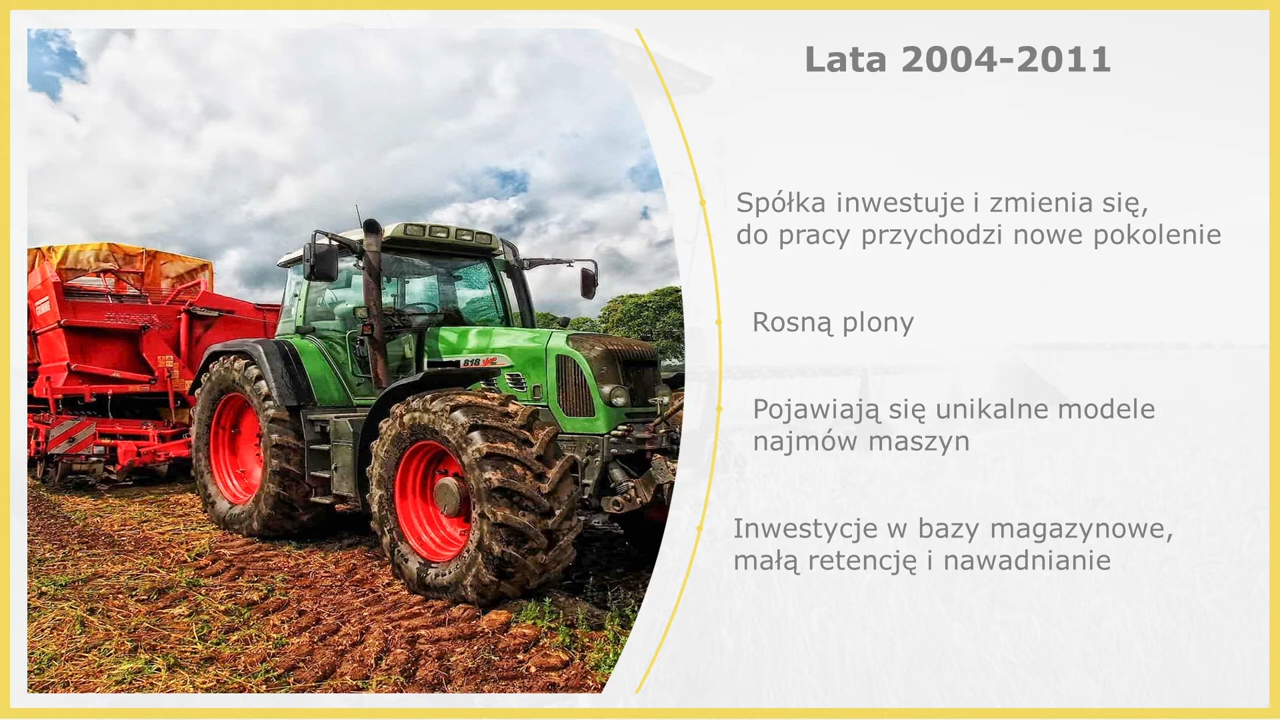 Lata 2004-2011
Spółka inwestuje i zmienia się,
do pracy przychodzi nowe pokolenie
Rosną plony
Pojawiają się unikalne modele
najmów maszyn
Inwestycje w bazy magazynowe,
małą retencję i nawadnianie
818